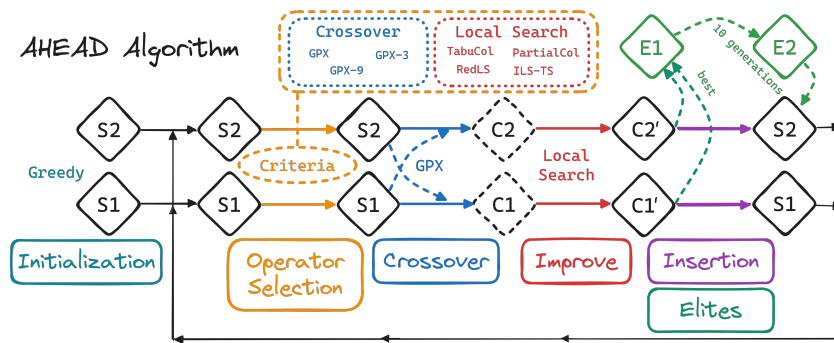 AHEAD Algorithm
Crossover
GPX
GPX-3
GPX-9
Local Search
TabuCol
PartialCol
RedLS
ILS-TS
E1
10 generations
E2
best
S2
S2
S2
C2
C2'
S2
Greedy
Criteria
GPX
Local
Search
S1
S1
S1
C1
C1'
S1
Initialization
Operator
Selection
Crossover
Improve
Insertion
Elites